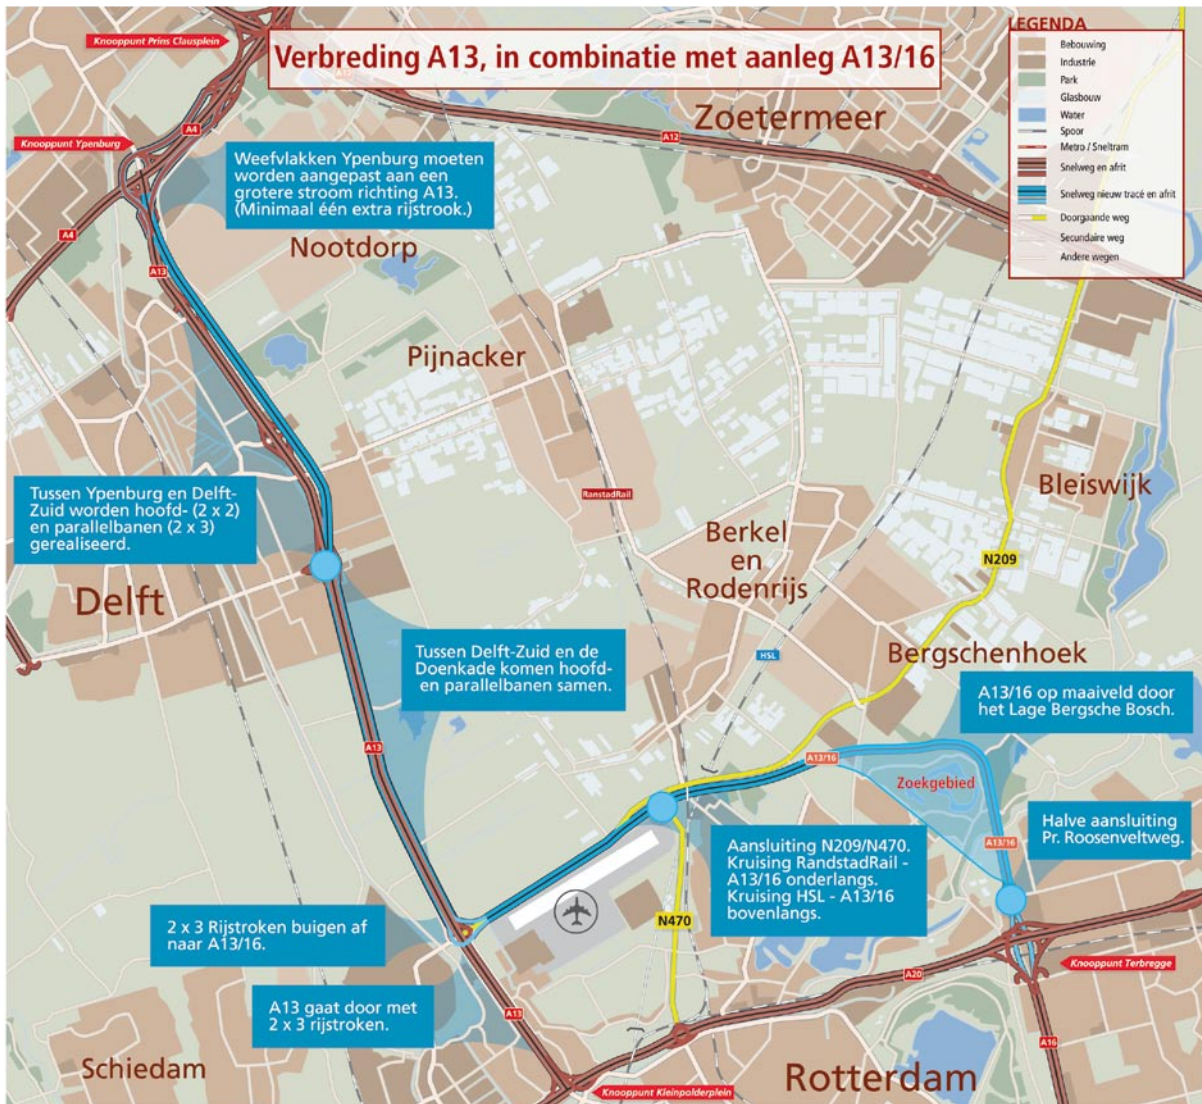 Knooppunt Prins Clausplein
Verbreding A13, in combinatie met aanleg A13/16
LEGENDA
Bebouwing
Industrie
Park
Glasbouw
Water
Spoor
Metro / Sneltram
Snelweg en afrit
Snelweg nieuw tracé en afrit
Doorgaande weg
Secundaire weg
Andere wegen
Zoetermeer
A12
A4
Knooppunt Ypenburg
Weefvlakken Ypenburg moeten
worden aangepast aan een
grotere stroom richting A13.
(Minimaal één extra rijstrook.)
A4
Nootdorp
A13
Pijnacker
Tussen Ypenburg en Delft-
Zuid worden hoofd- (2 x 2)
en parallelbanen (2 x 3)
gerealiseerd.
RanstadRail
Bleiswijk
Berkel
en
Rodenrijs
N209
Delft
Tussen Delft-Zuid en de
Doenkade komen hoofd-
en parallelbanen samen.
HSL
Bergschenhoek
A13/16 op maaiveld door
het Lage Bergsche Bosch.
A13
A13/16
Zoekgebied
A13/16
Halve aansluiting
Pr. Roosenveltweg.
Aansluiting N209/N470.
Kruising RandstadRail -
A13/16 onderlangs.
Kruising HSL - A13/16
bovenlangs.
N470
2 x 3 Rijstroken buigen af
naar A13/16.
Knooppunt Terbregge
A20
A13 gaat door met
2 x 3 rijstroken.
A13
A16
Schiedam
Knooppunt Kleinpolderplein
Rotterdam